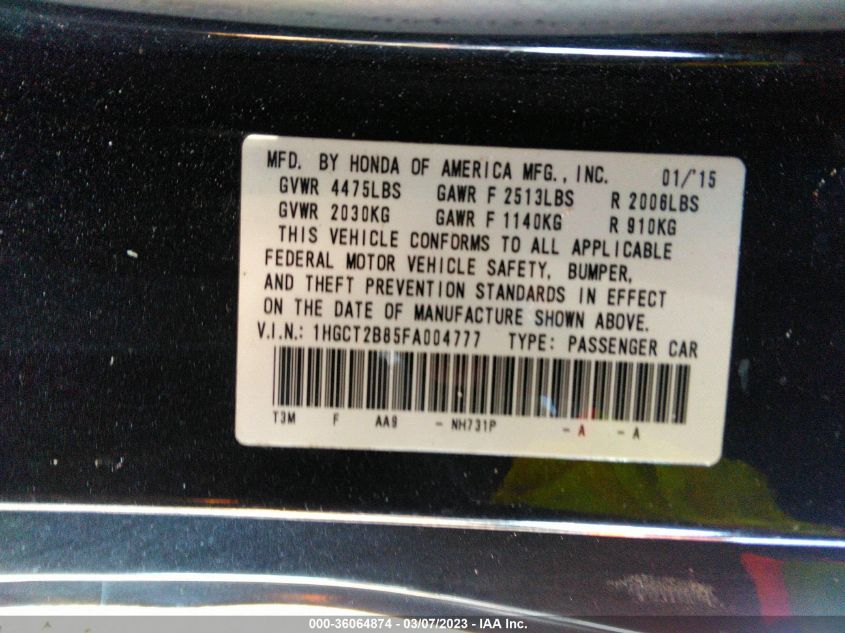 MFD. BY HONDA OF AMERICA MFG., INC. 01/'15
GVWR 4475LBS GAWR F 2513LBS R 2006LBS
GVWR 2030KG GAWR F 1140KG R 910KG
THIS VEHICLE CONFORMS TO ALL APPLICABLE
FEDERAL MOTOR VEHICLE SAFETY, BUMPER,
AND THEFT PREVENTION STANDARDS IN EFFECT
ON THE DATE OF MANUFACTURE SHOWN ABOVE.
V.I.N.: 1HGCT2B85FA004777 TYPE: PASSENGER CAR
T3M F AA9 - NH731P - A - A
000-36064874 — 03/07/2023 - IAA Inc.